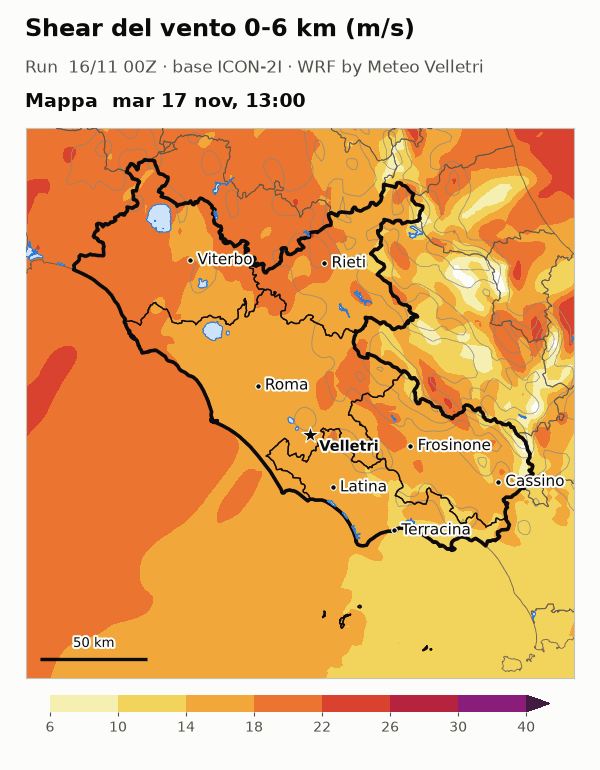 Shear del vento 0-6 km (m/s)
Run  16/11 00Z · base ICON-2I · WRF by Meteo Velletri
Mappa  mar 17 nov, 13:00
Viterbo
Rieti
Roma
Velletri
Frosinone
Cassino
Latina
Terracina
50 km
6 10 14 18 22 26 30 40